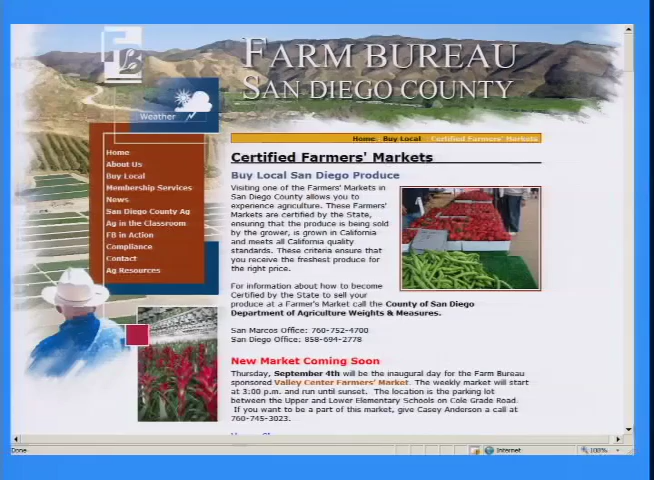 FARM BUREAU
SAN DIEGO COUNTY
Weather
Home Buy Local Certified Farmers' Markets
Home
About Us
Buy Local
Membership Services
News
San Diego County Ag
Ag in the Classroom
FB in Action
Compliance
Contact
Ag Resources
Certified Farmers' Markets
Buy Local San Diego Produce
Visiting one of the Farmers' Markets in
San Diego County allows you to
experience agriculture. These Farmers'
Markets are certified by the State,
ensuring that the produce is being sold
by the grower, is grown in California
and meets all California quality
standards. These criteria ensure that
you receive the freshest produce for
the right price.
For information about how to become
Certified by the State to sell your
produce at a Farmer's Market call the County of San Diego
Department of Agriculture Weights & Measures.
San Marcos Office: 760-752-4700
San Diego Office: 858-694-2778
New Market Coming Soon
Thursday, September 4th will be the inaugural day for the Farm Bureau
sponsored Valley Center Farmers' Market. The weekly market will start
at 3:00 p.m. and run until sunset. The location is the parking lot
between the Upper and Lower Elementary Schools on Cole Grade Road.
If you want to be a part of this market, give Casey Anderson a call at
760-745-3023.
Done
Internet
100%